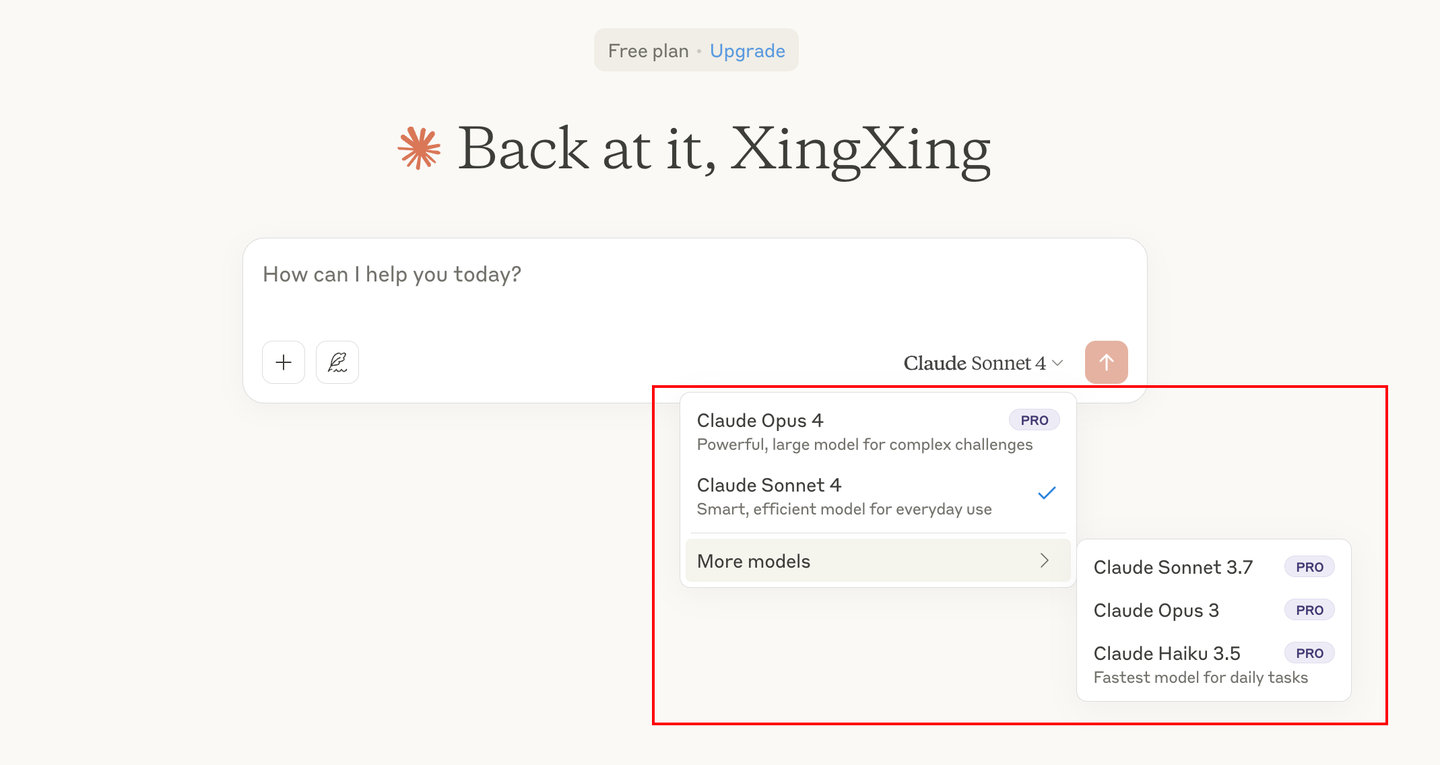 Free plan • Upgrade
Back at it, XingXing
How can I help you today?
Claude Sonnet 4
Claude Opus 4 PRO
Powerful, large model for complex challenges
Claude Sonnet 4
Smart, efficient model for everyday use
More models
Claude Sonnet 3.7 PRO
Claude Opus 3 PRO
Claude Haiku 3.5 PRO
Fastest model for daily tasks